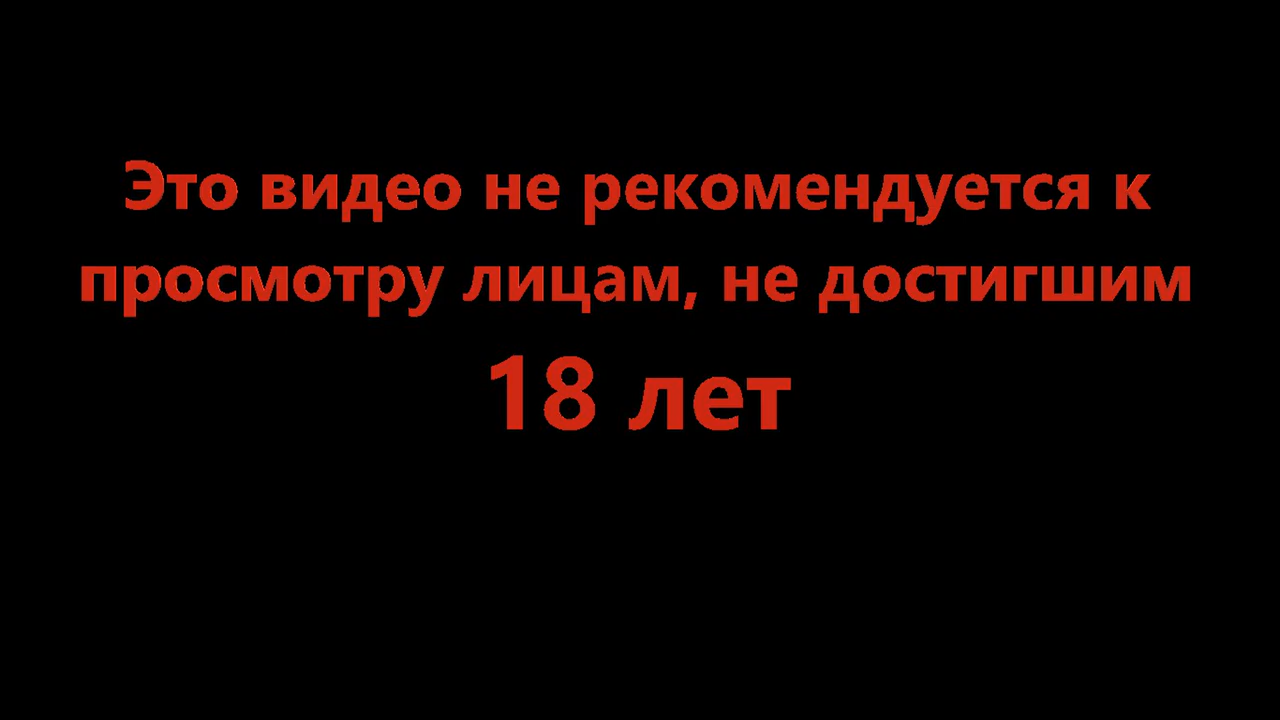 Это видео не рекомендуется к
просмотру лицам, не достигшим
18 лет